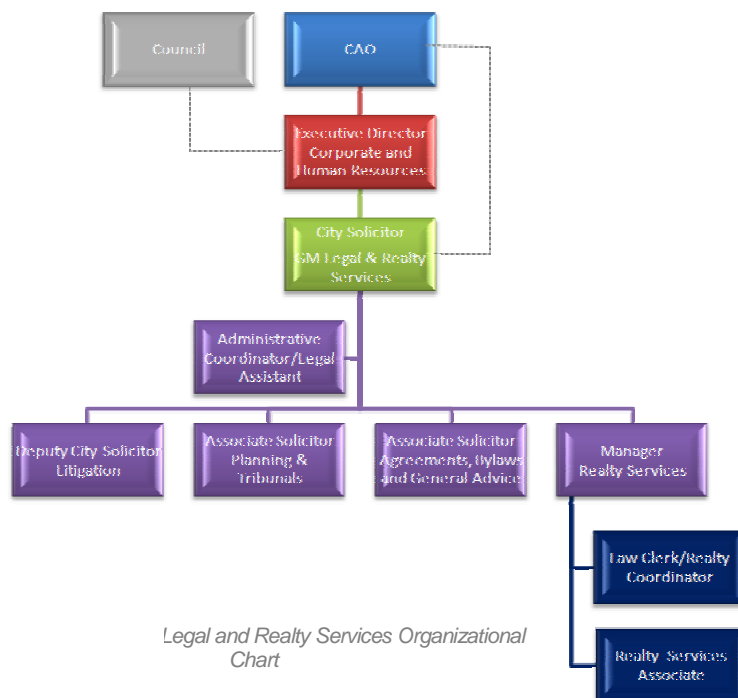 Council
CAO
Executive Director
Corporate and
Human Resources
City Solicitor
GM Legal & Realty
Services
Administrative
Coordinator/Legal
Assistant
Deputy City Solicitor
Litigation
Associate Solicitor
Planning &
Tribunals
Associate Solicitor
Agreements, Bylaws
and General Advice
Manager
Realty Services
Law Clerk/Realty
Coordinator
Realty Services
Associate
Legal and Realty Services Organizational
Chart